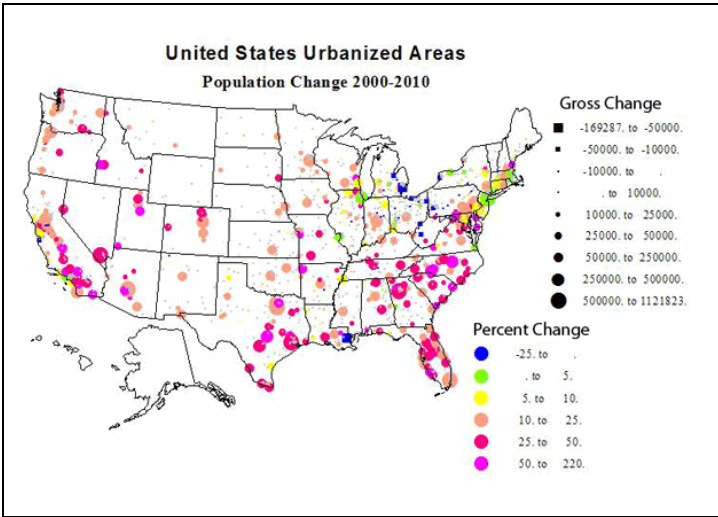 United States Urbanized Areas
Population Change 2000-2010
Gross Change
-169287. to -50000.
-50000. to -10000.
-10000. to .
. to 10000.
10000. to 25000.
25000. to 50000.
50000. to 250000.
250000. to 500000.
500000. to 1121823.
Percent Change
-25. to .
. to 5.
5. to 10.
10. to 25.
25. to 50.
50. to 220.